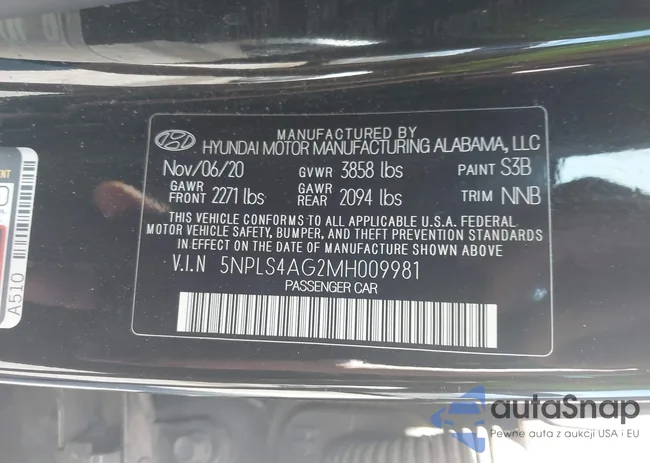 MANUFACTURED BY
HYUNDAI MOTOR MANUFACTURING ALABAMA, LLC
Nov/06/20 GVWR 3858 lbs PAINT S3B
GAWR FRONT 2271 lbs GAWR REAR 2094 lbs TRIM NNB
THIS VEHICLE CONFORMS TO ALL APPLICABLE U.S.A. FEDERAL
MOTOR VEHICLE SAFETY, BUMPER, AND THEFT PREVENTION STANDARDS
IN EFFECT ON THE DATE OF MANUFACTURE SHOWN ABOVE
V.I.N 5NPLS4AG2MH009981
PASSENGER CAR
A510
autaSnap
Pewne auta z aukcji USA i EU